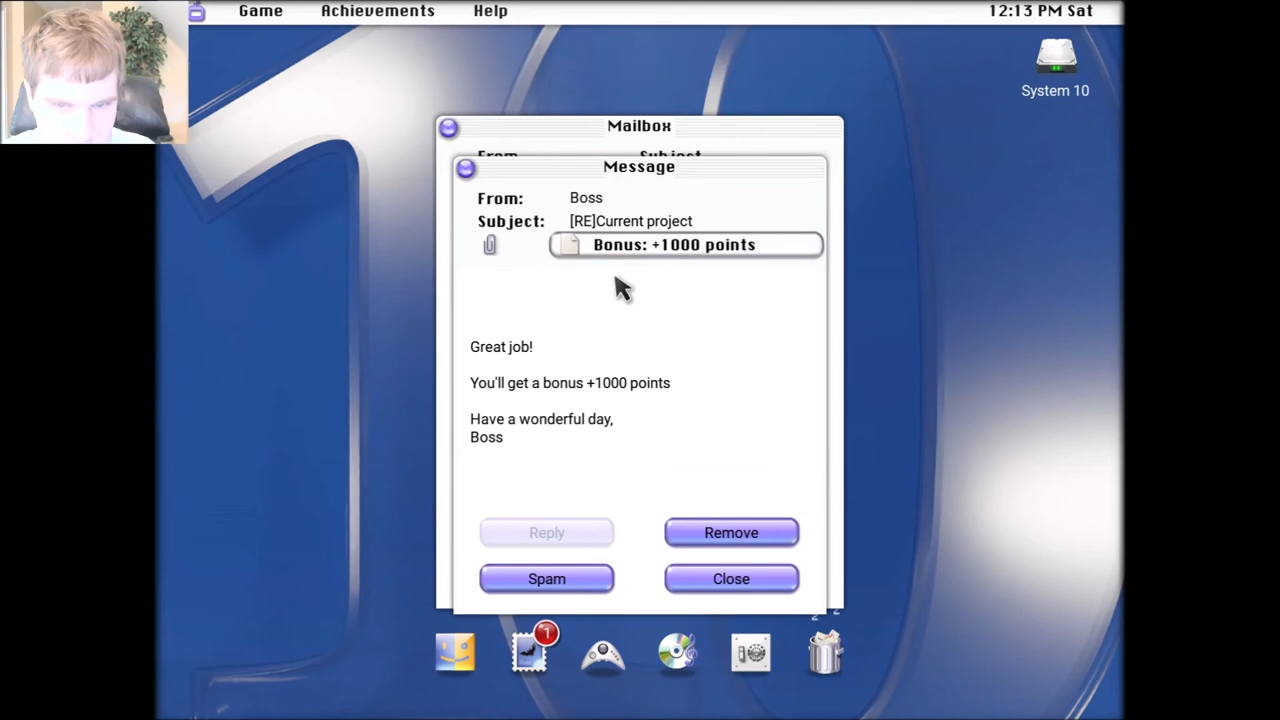 Game Achievements Help 12:13 PM Sat
System 10
Mailbox
Message
From: Boss
Subject: [RE]Current project
Bonus: +1000 points
Great job!
You'll get a bonus +1000 points
Have a wonderful day,
Boss
Reply Remove
Spam Close
1